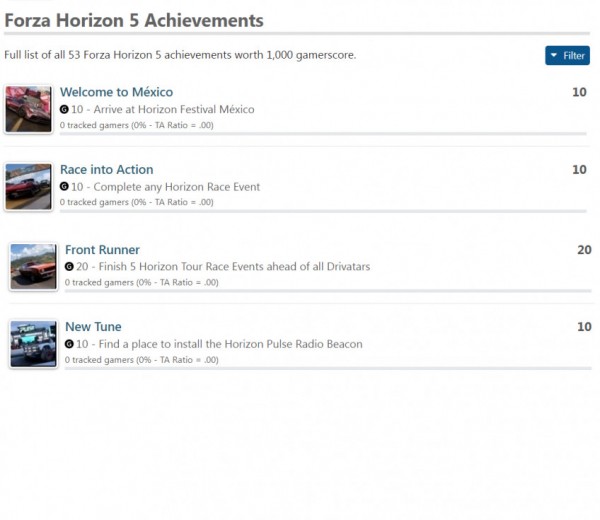 Forza Horizon 5 Achievements
Full list of all 53 Forza Horizon 5 achievements worth 1,000 gamerscore.
Filter
Welcome to México 10
G 10 - Arrive at Horizon Festival México
0 tracked gamers (0% - TA Ratio = .00)
Race into Action 10
G 10 - Complete any Horizon Race Event
0 tracked gamers (0% - TA Ratio = .00)
Front Runner 20
G 20 - Finish 5 Horizon Tour Race Events ahead of all Drivatars
0 tracked gamers (0% - TA Ratio = .00)
New Tune 10
G 10 - Find a place to install the Horizon Pulse Radio Beacon
0 tracked gamers (0% - TA Ratio = .00)